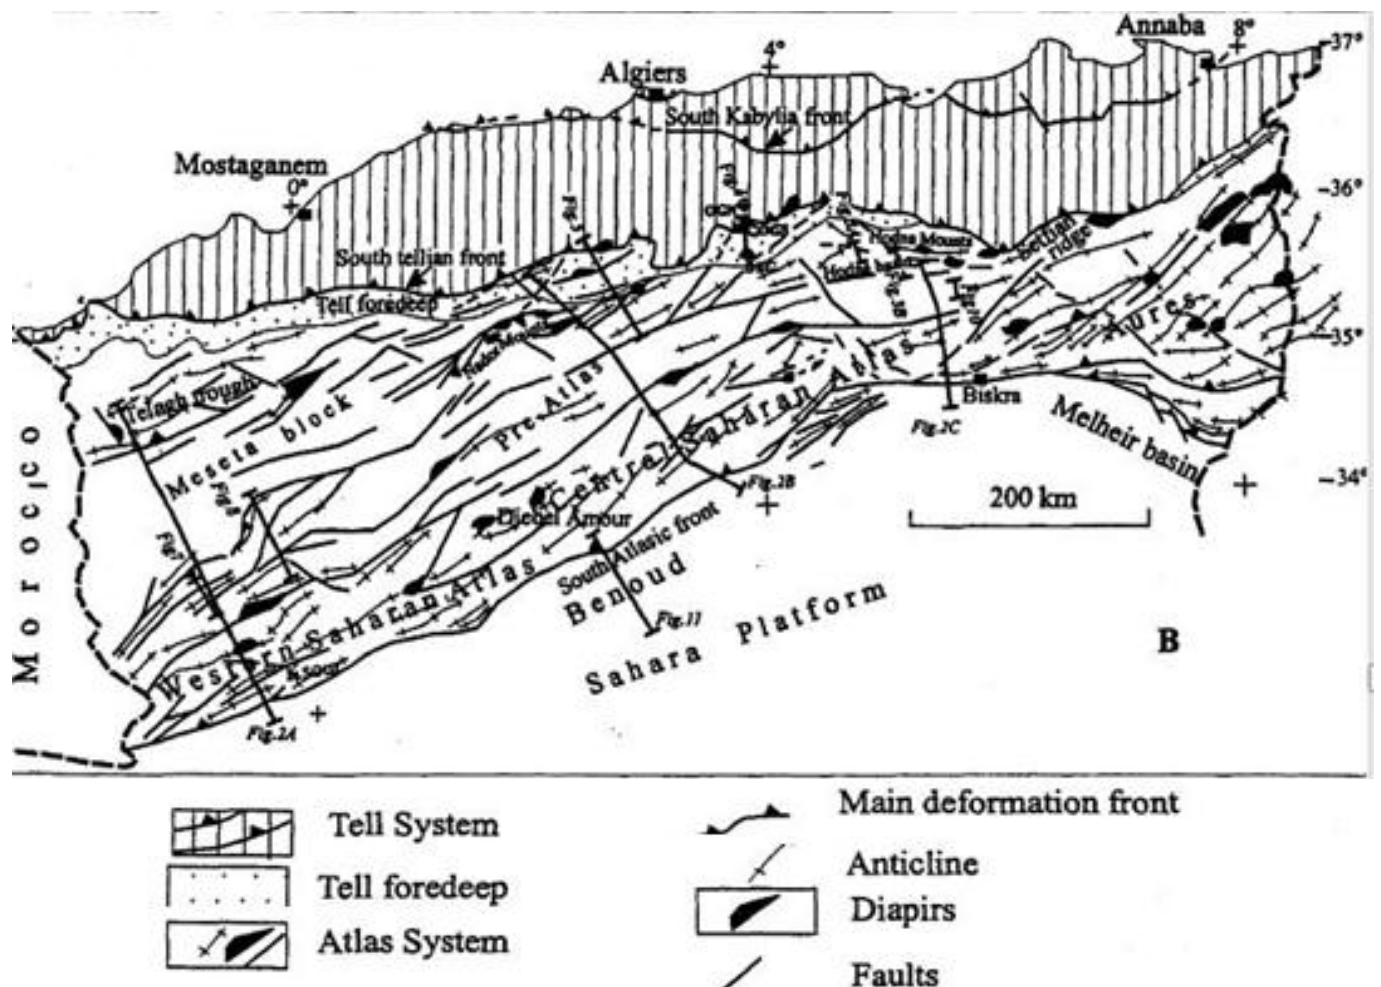 Annaba
8°
37°
4°
Algiers
South Kabylia front
Mostaganem
0°
36°
South telljan front
Tell foredeep
Hodna Mounts
Setifian ridge
Aures
35°
Telagh trough
Meseta block
Pre-Atlas
Central Saharan Atlas
Biskra
Melheir basin
Fig.2C
Fig.2B
34°
200 km
Morocco
Djebel Amour
South Atlasic front
Benoud
Sahara Platform
Fig.11
Western Saharan Atlas
Fig.2A
B
Tell System
Tell foredeep
Atlas System
Main deformation front
Anticline
Diapirs
Faults